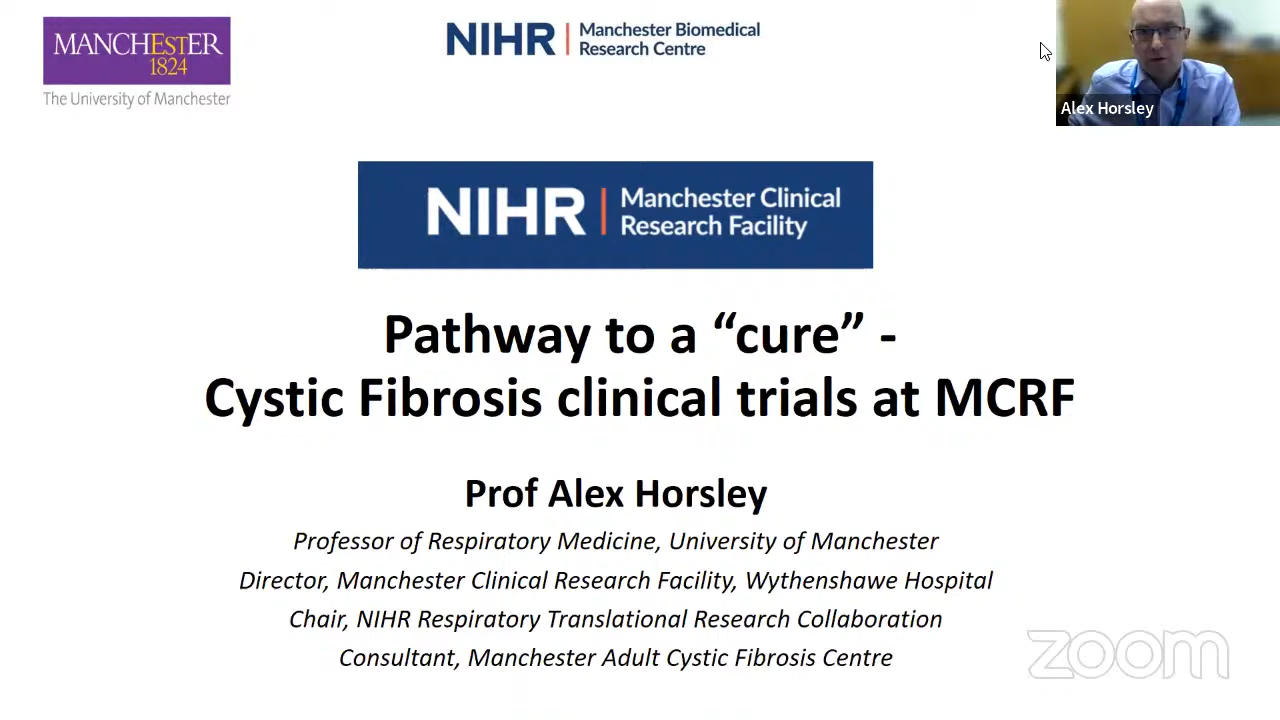 MANCHESTER
1824
The University of Manchester
NIHR | Manchester Biomedical
Research Centre
Alex Horsley
NIHR | Manchester Clinical
Research Facility
Pathway to a “cure” -
Cystic Fibrosis clinical trials at MCRF
Prof Alex Horsley
Professor of Respiratory Medicine, University of Manchester
Director, Manchester Clinical Research Facility, Wythenshawe Hospital
Chair, NIHR Respiratory Translational Research Collaboration
Consultant, Manchester Adult Cystic Fibrosis Centre
zoom